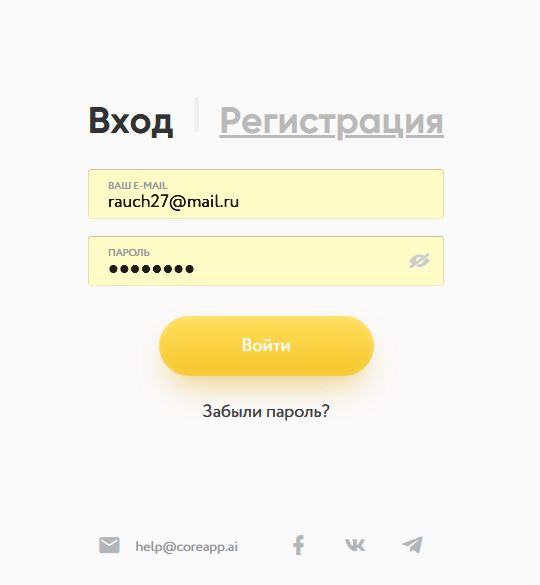 Вход Регистрация
ВАШ E-MAIL
rauch27@mail.ru
ПАРОЛЬ
●●●●●●●●
Войти
Забыли пароль?
help@coreapp.ai